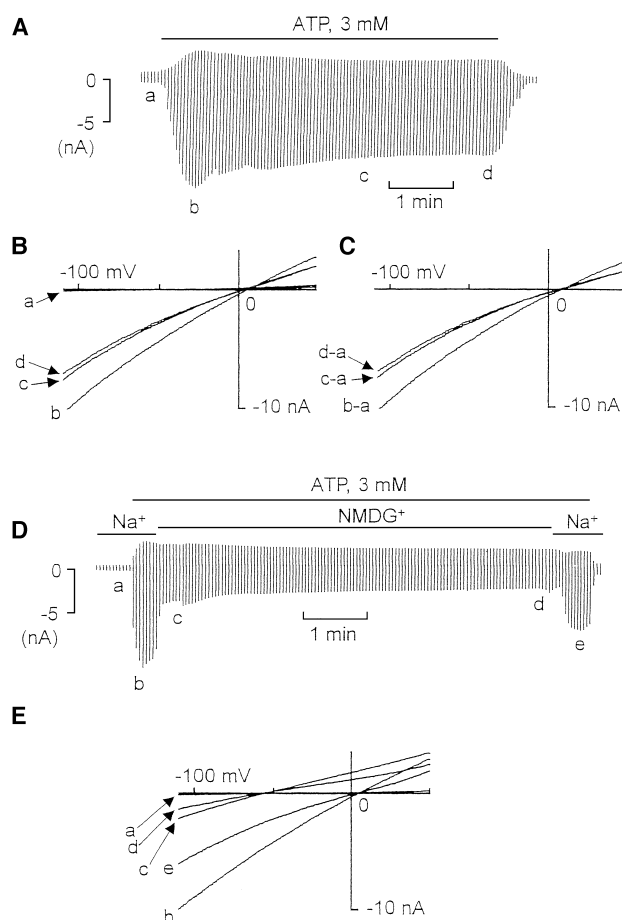 A
ATP, 3 mM
0
-5
(nA)
a
b
c
d
1 min
B
-100 mV
0
a
d
c
b
-10 nA
C
-100 mV
0
d-a
c-a
b-a
-10 nA
ATP, 3 mM
D
Na⁺
NMDG⁺
Na⁺
0
-5
(nA)
a
b
c
d
e
1 min
E
-100 mV
0
a
d
c
e
b
-10 nA